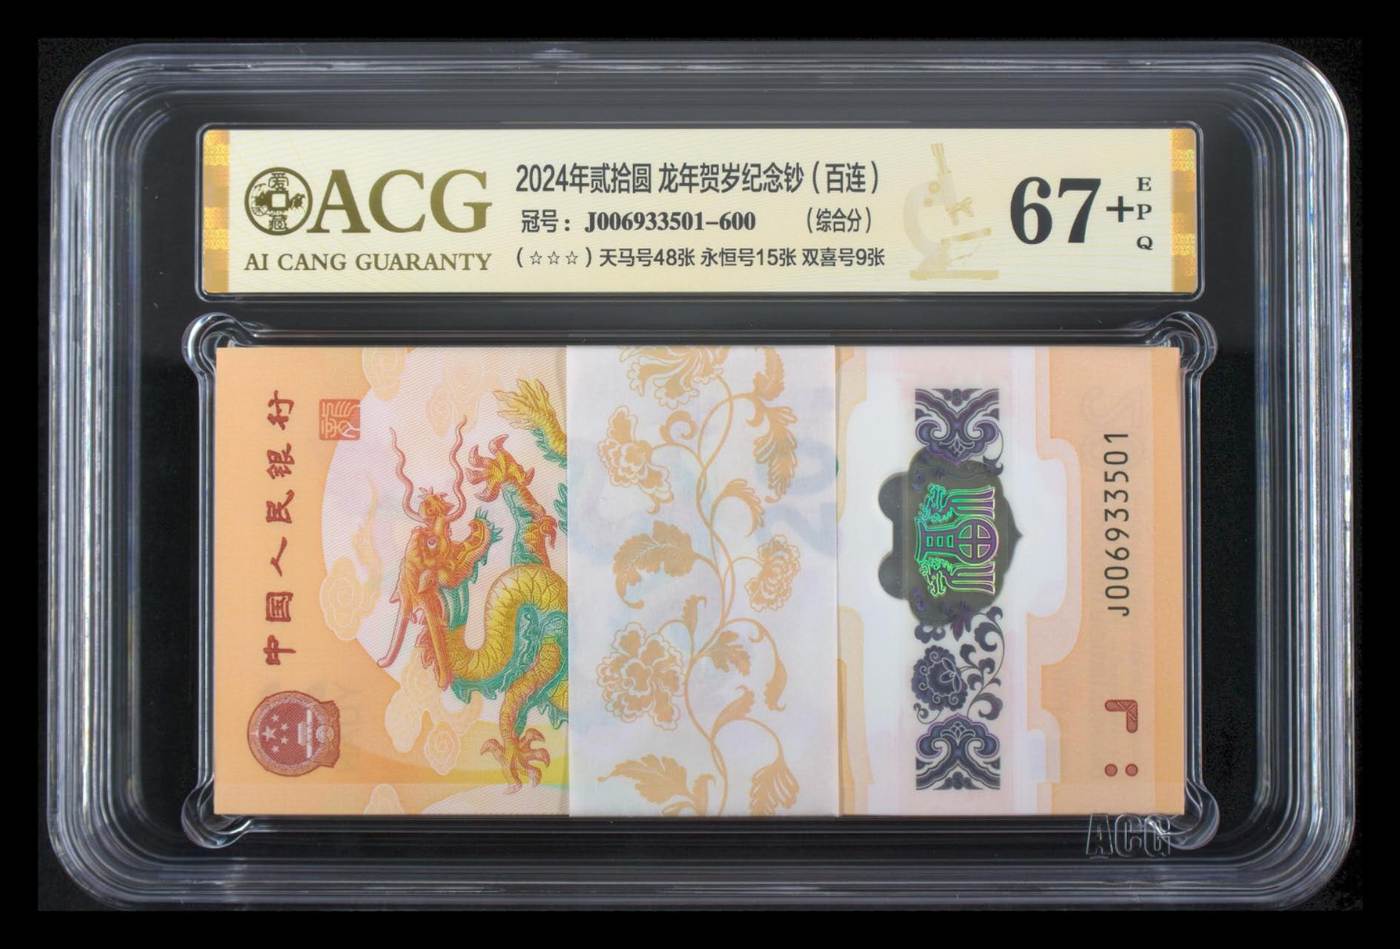 ACG
AI CANG GUARANTY
2024年贰拾圆 龙年贺岁纪念钞（百连）
冠号：J006933501-600 （综合分）
（☆☆☆）天马号48张 永恒号15张 双喜号9张
67+
EPQ
中国人民银行
J006933501
ACG